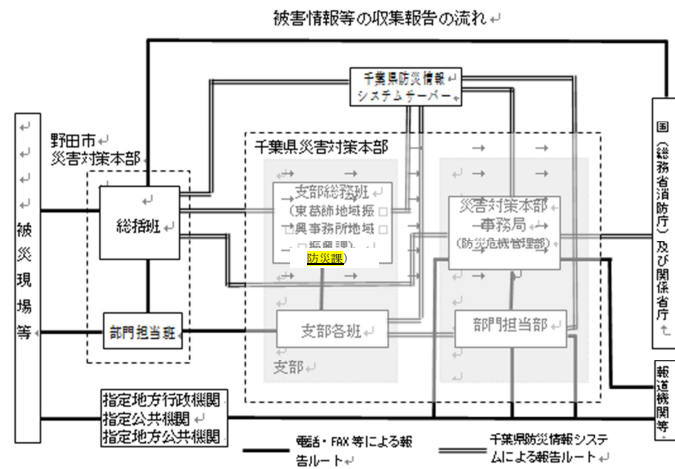 被害情報等の収集報告の流れ
千葉県防災情報
システムサーバー
野田市
災害対策本部
千葉県災害対策本部
国(総務省消防庁)及び関係省庁
被災現場等
総括班
支部総務班
(東葛飾地域振
興事務所地域
振興課)
防災課)
災害対策本部
事務局
(防災危機管理部)
部門担当班
支部各班
部門担当部
支部
報道機関等
指定地方行政機関
指定公共機関
指定地方公共機関
電話・FAX等による報
告ルート
千葉県防災情報システ
ムによる報告ルート